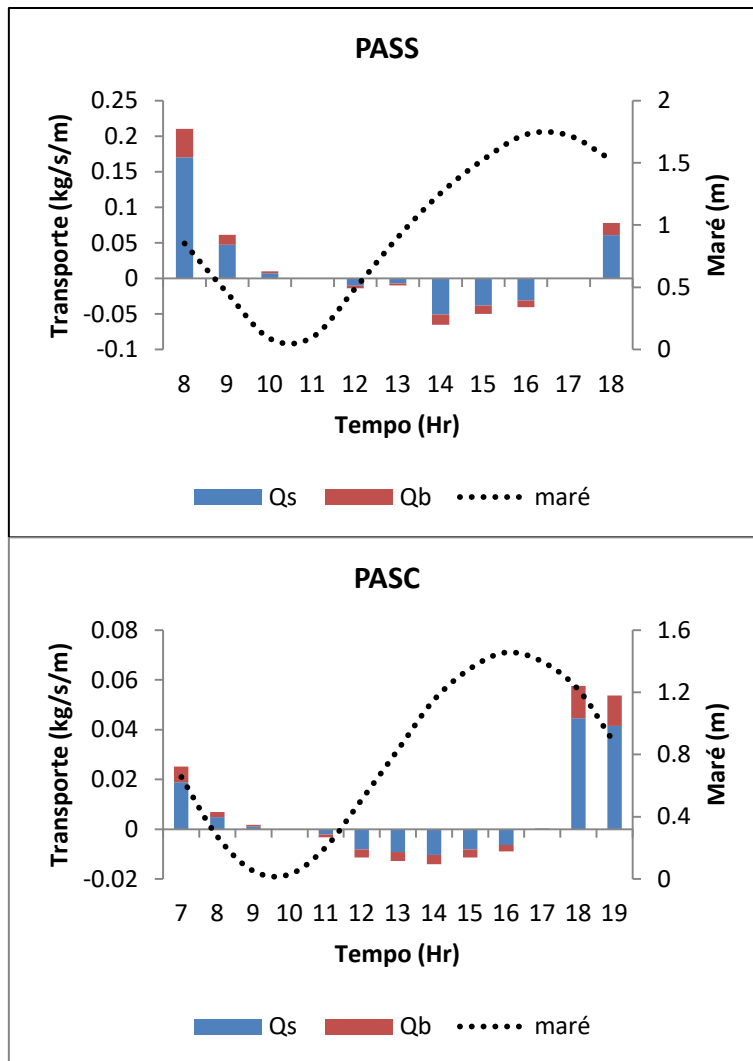 PASS
Transporte (kg/s/m)
0.25
0.2
0.15
0.1
0.05
0
-0.05
-0.1
2
1.5
1
0.5
0
Maré (m)
8 9 10 11 12 13 14 15 16 17 18
Tempo (Hr)
Qs Qb maré
PASC
Transporte (kg/s/m)
0.08
0.06
0.04
0.02
0
-0.02
1.6
1.2
0.8
0.4
0
Maré (m)
7 8 9 10 11 12 13 14 15 16 17 18 19
Tempo (Hr)
Qs Qb maré